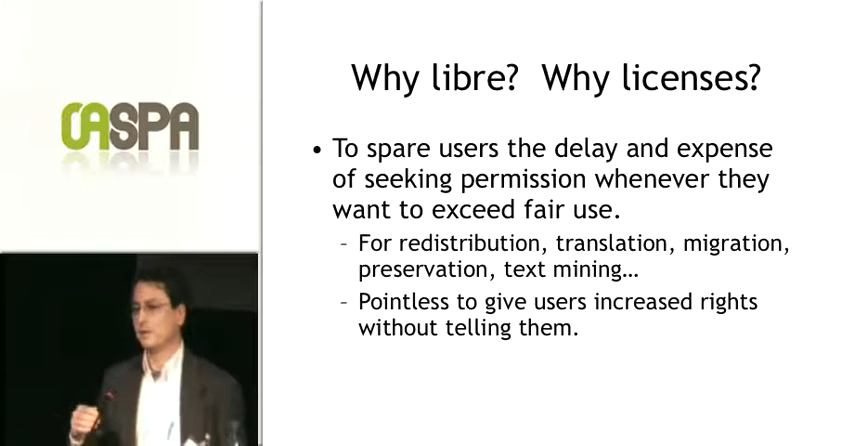 OASPA
Why libre?  Why licenses?
• To spare users the delay and expense
of seeking permission whenever they
want to exceed fair use.
– For redistribution, translation, migration,
preservation, text mining…
– Pointless to give users increased rights
without telling them.